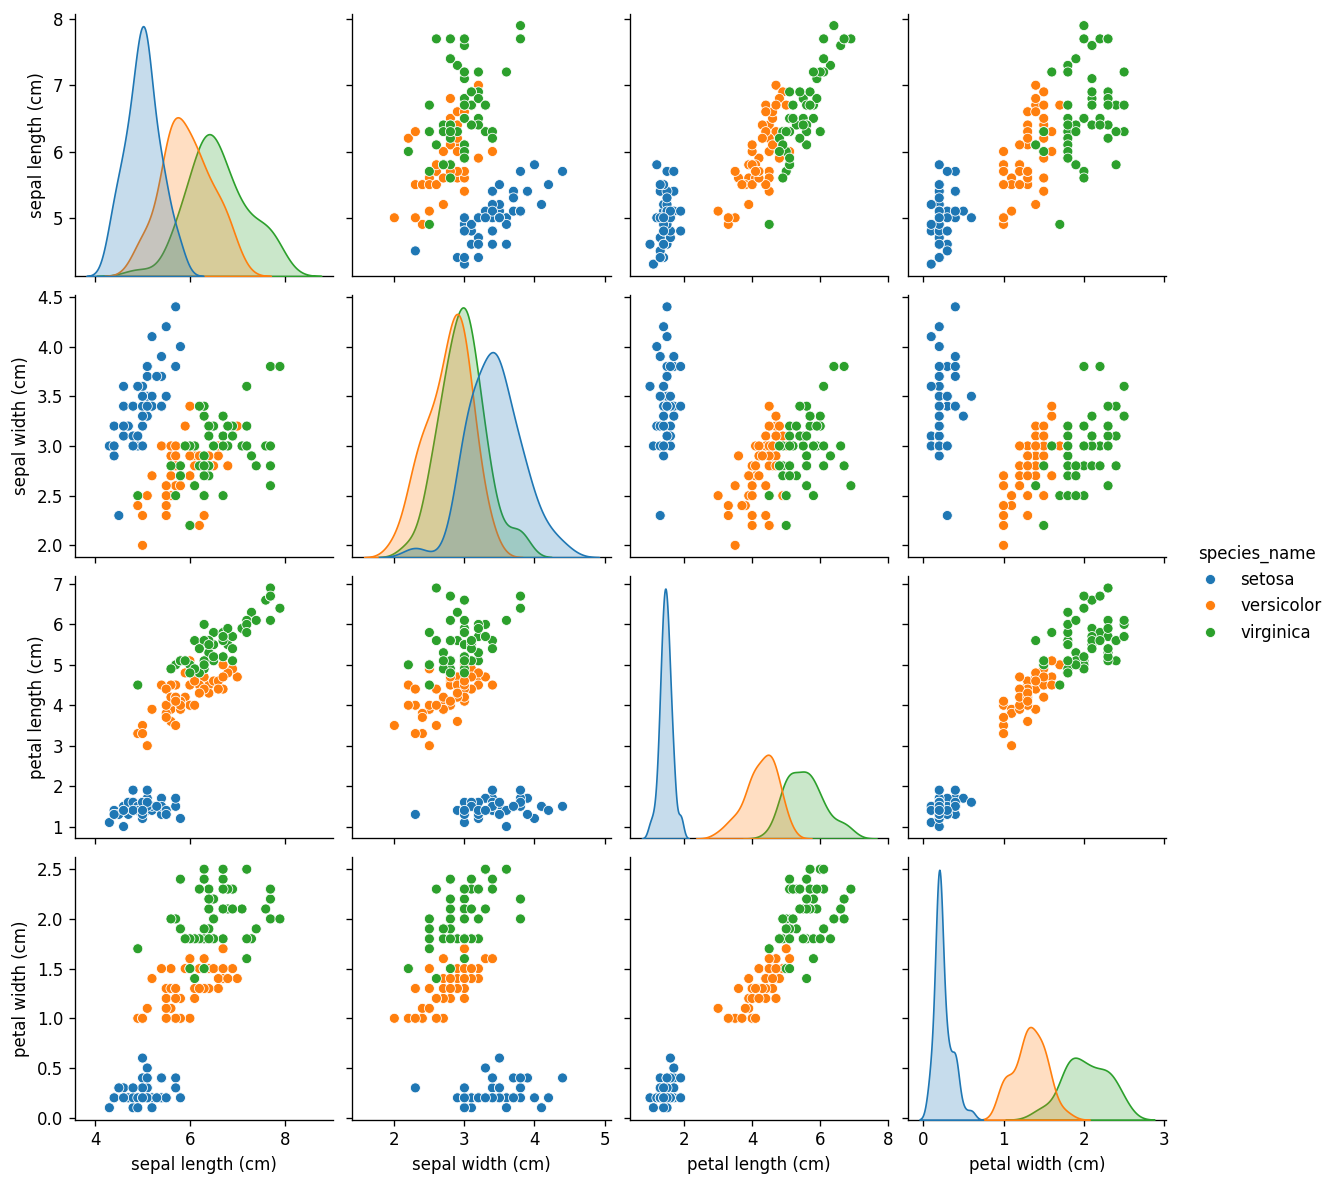 8
7
6
5
sepal length (cm)
4.5
4.0
3.5
3.0
2.5
2.0
sepal width (cm)
species_name
setosa
versicolor
virginica
7
6
5
4
3
2
1
petal length (cm)
2.5
2.0
1.5
1.0
0.5
0.0
petal width (cm)
4 6 8
2 3 4 5
2 4 6 8
0 1 2 3
sepal length (cm)
sepal width (cm)
petal length (cm)
petal width (cm)